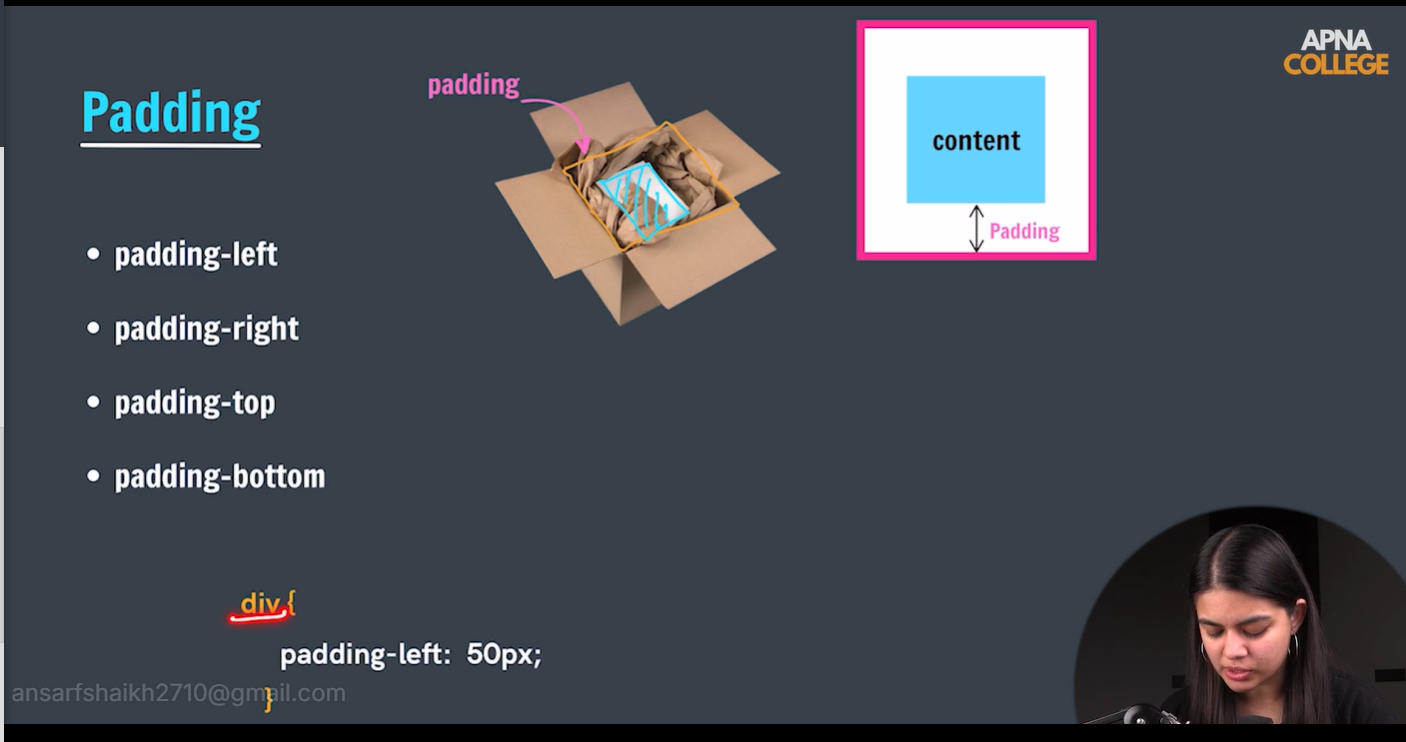 APNA
COLLEGE
Padding
padding
content
Padding
• padding-left
• padding-right
• padding-top
• padding-bottom
div {
padding-left: 50px;
}
ansarfshaikh2710@gmail.com